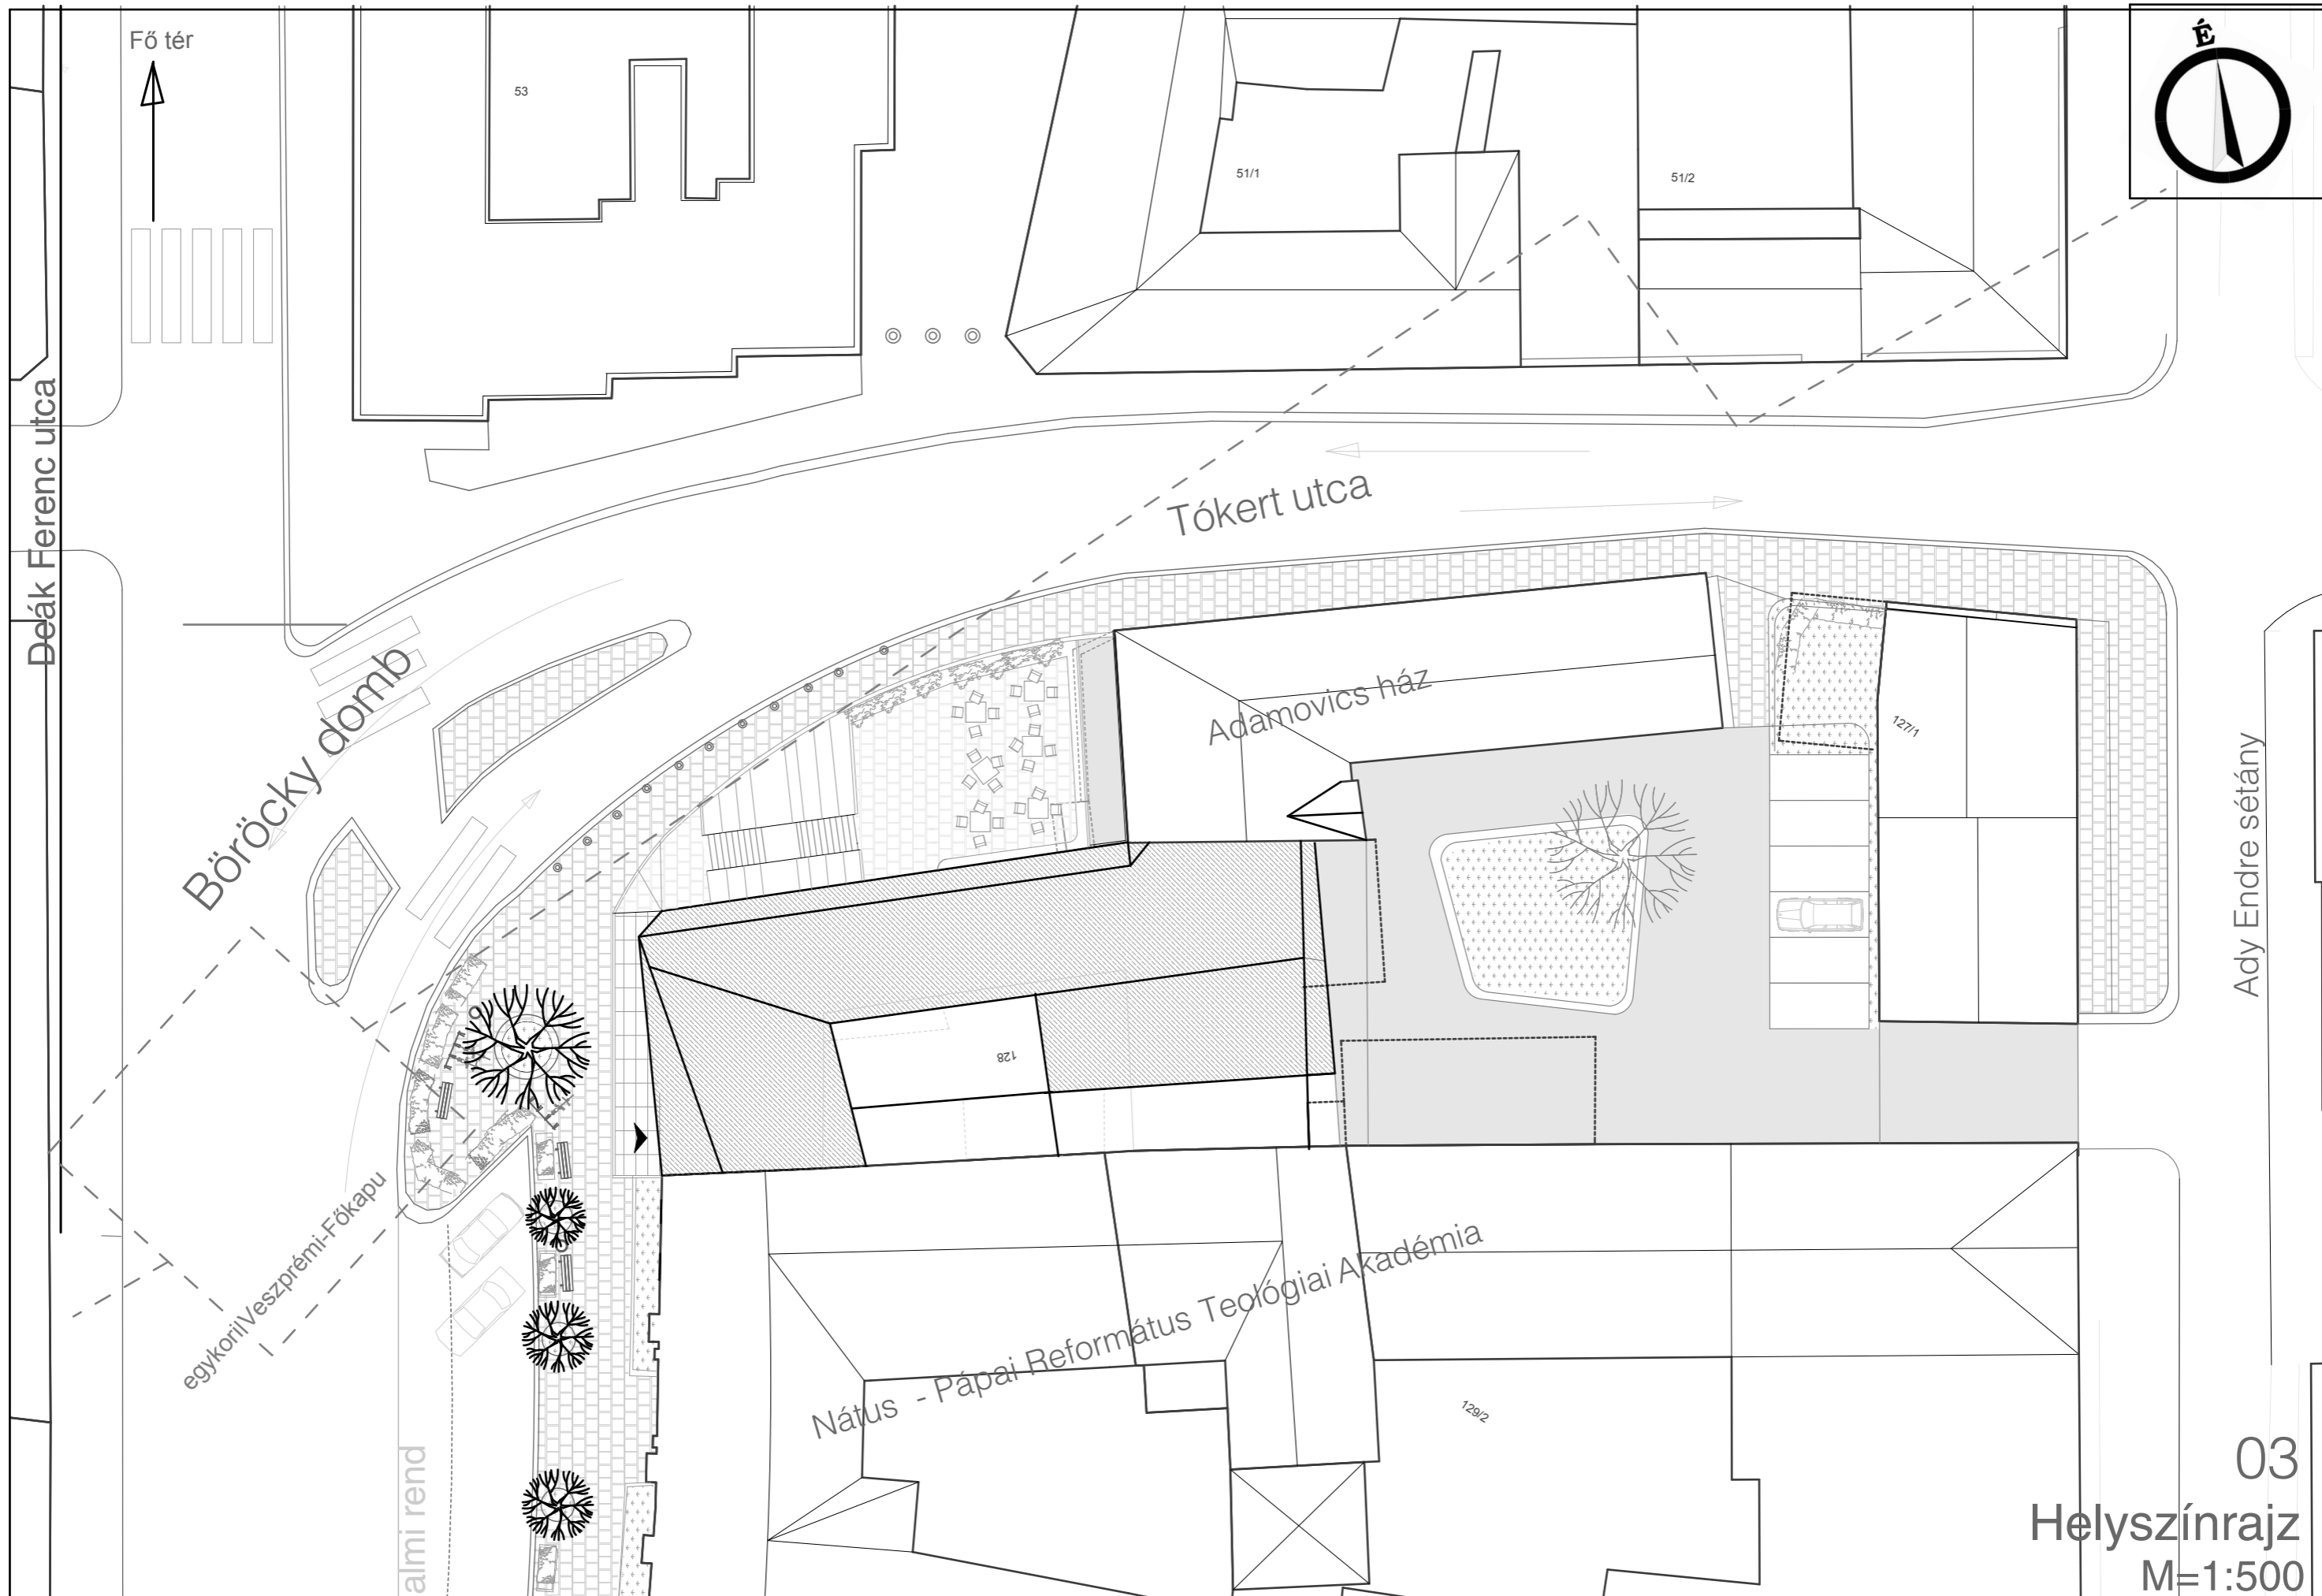 Fő tér
É
53
51/1
51/2
Deák Ferenc utca
Tókert utca
Böröcky domb
Adamovics ház
127/1
Ady Endre sétány
128
egykoriIVeszprémi-Főkapu
Nátus - Pápai Református Teológiai Akadémia
129/2
almi rend
03
Helyszínrajz
M=1:500